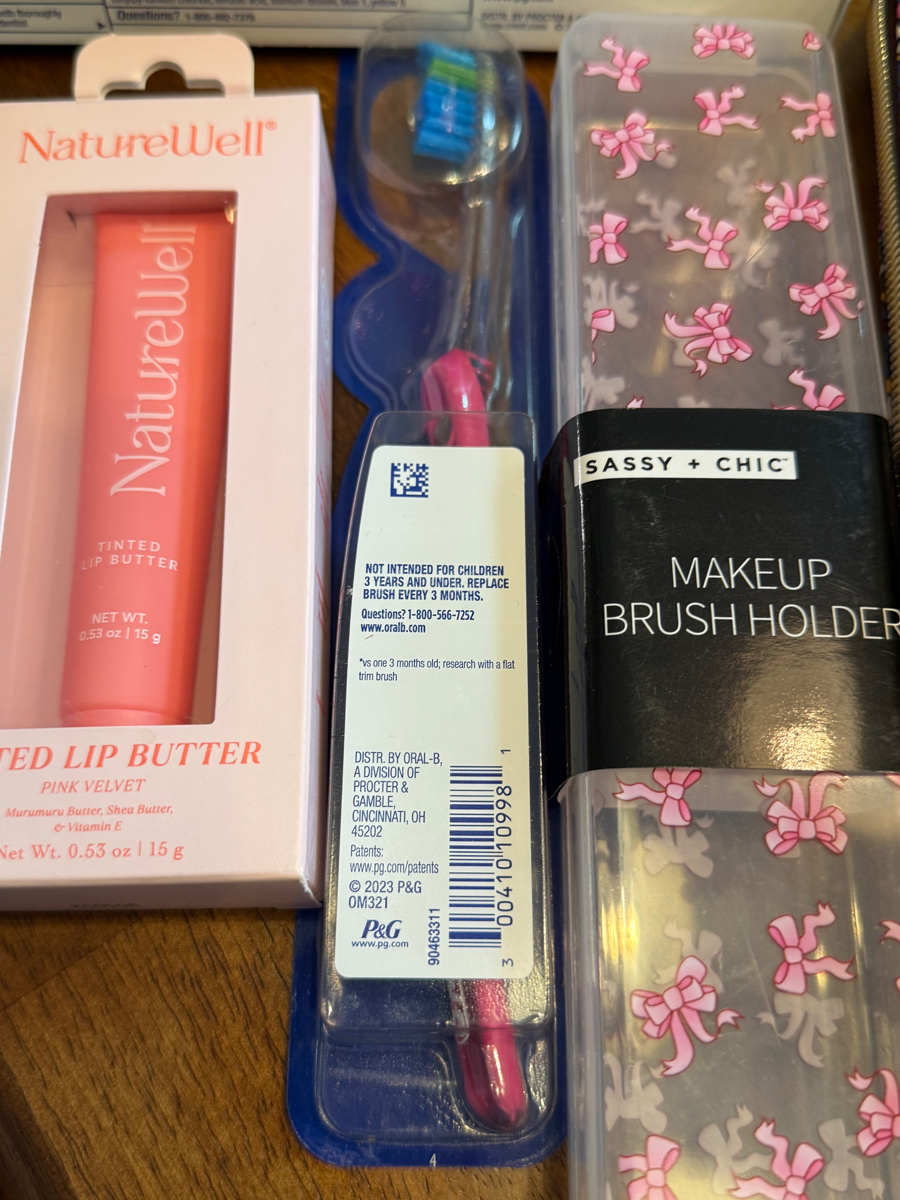 Questions? 1-800-492-7378
NatureWell®
NatureWell
TINTED
LIP BUTTER
NET WT.
0.53 oz | 15 g
TED LIP BUTTER
PINK VELVET
Murumuru Butter, Shea Butter,
& Vitamin E
Net Wt. 0.53 oz | 15 g
NOT INTENDED FOR CHILDREN
3 YEARS AND UNDER. REPLACE
BRUSH EVERY 3 MONTHS.
Questions? 1-800-566-7252
www.oralb.com
*vs one 3 months old; research with a flat
trim brush
DISTR. BY ORAL-B,
A DIVISION OF
PROCTER &
GAMBLE,
CINCINNATI, OH
45202
Patents:
www.pg.com/patents
© 2023 P&G
OM321
P&G
www.pg.com
90463311
3 00410 10998 1
4
SASSY + CHIC™
MAKEUP
BRUSH HOLDER